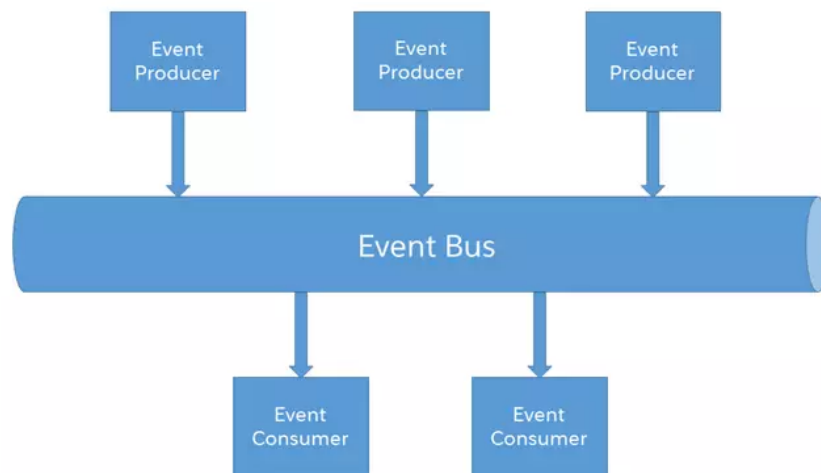 Event
Producer
Event
Producer
Event
Producer
Event Bus
Event
Consumer
Event
Consumer